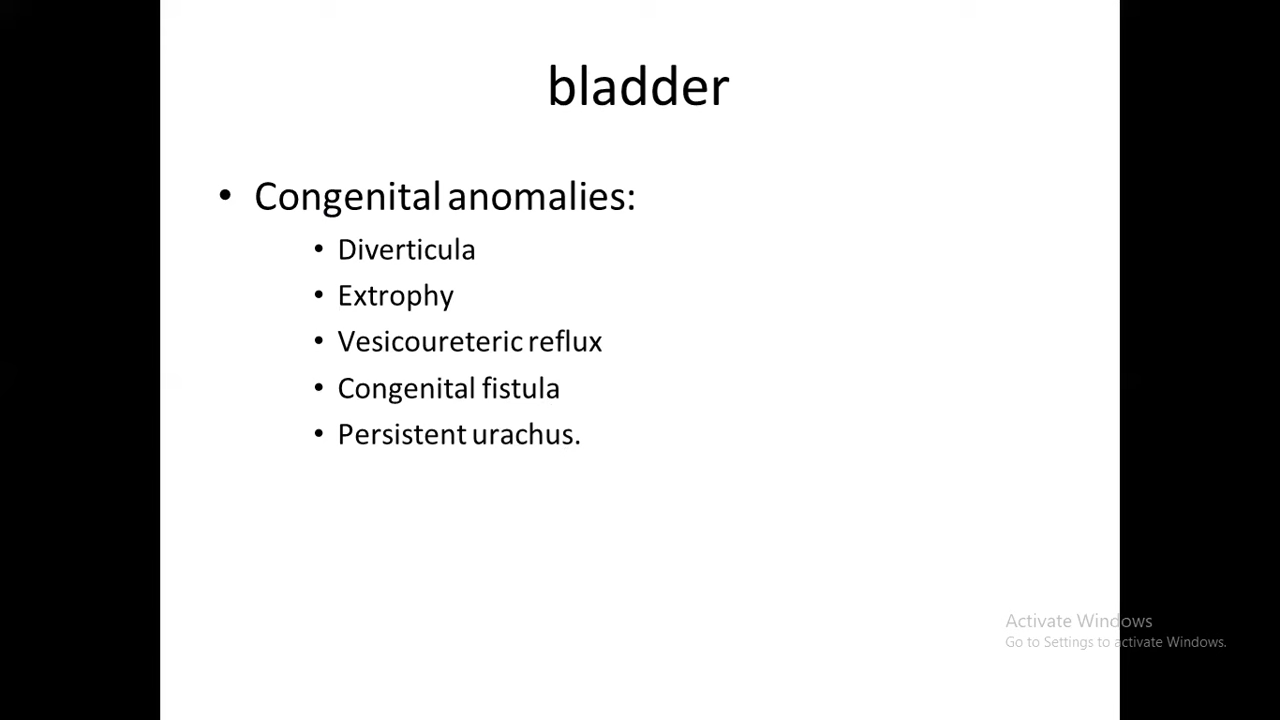 bladder
• Congenital anomalies:
• Diverticula
• Extrophy
• Vesicoureteric reflux
• Congenital fistula
• Persistent urachus.
Activate Windows
Go to Settings to activate Windows.